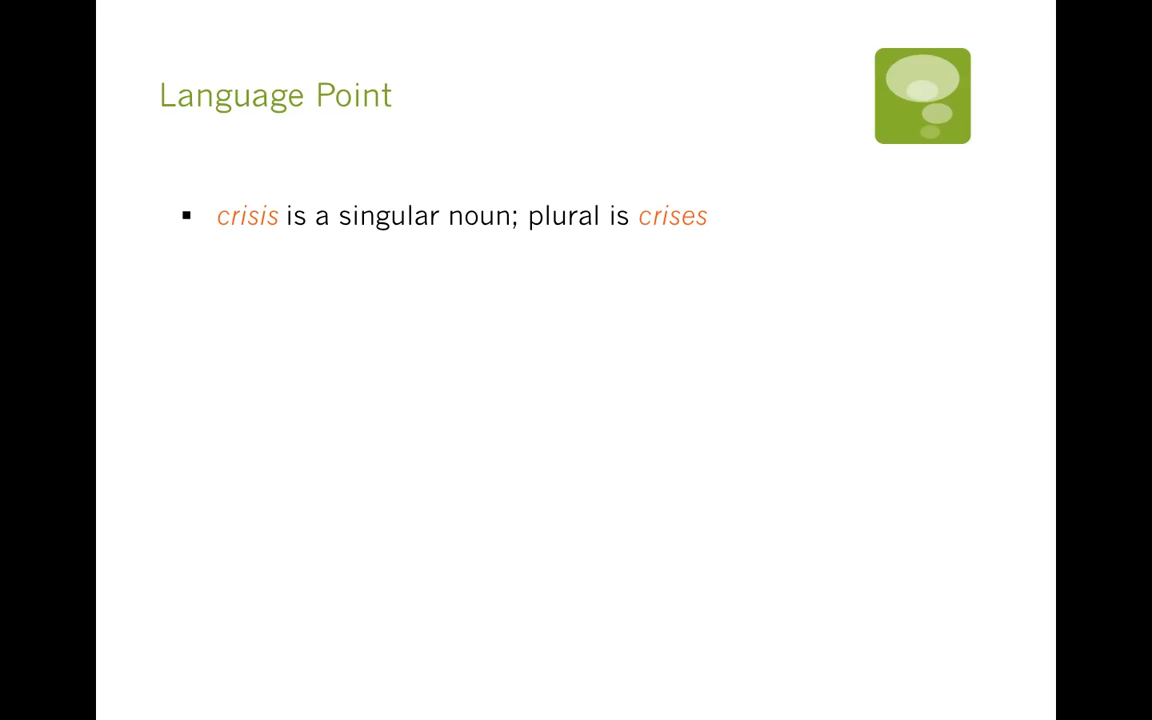 Language Point
▪ crisis is a singular noun; plural is crises